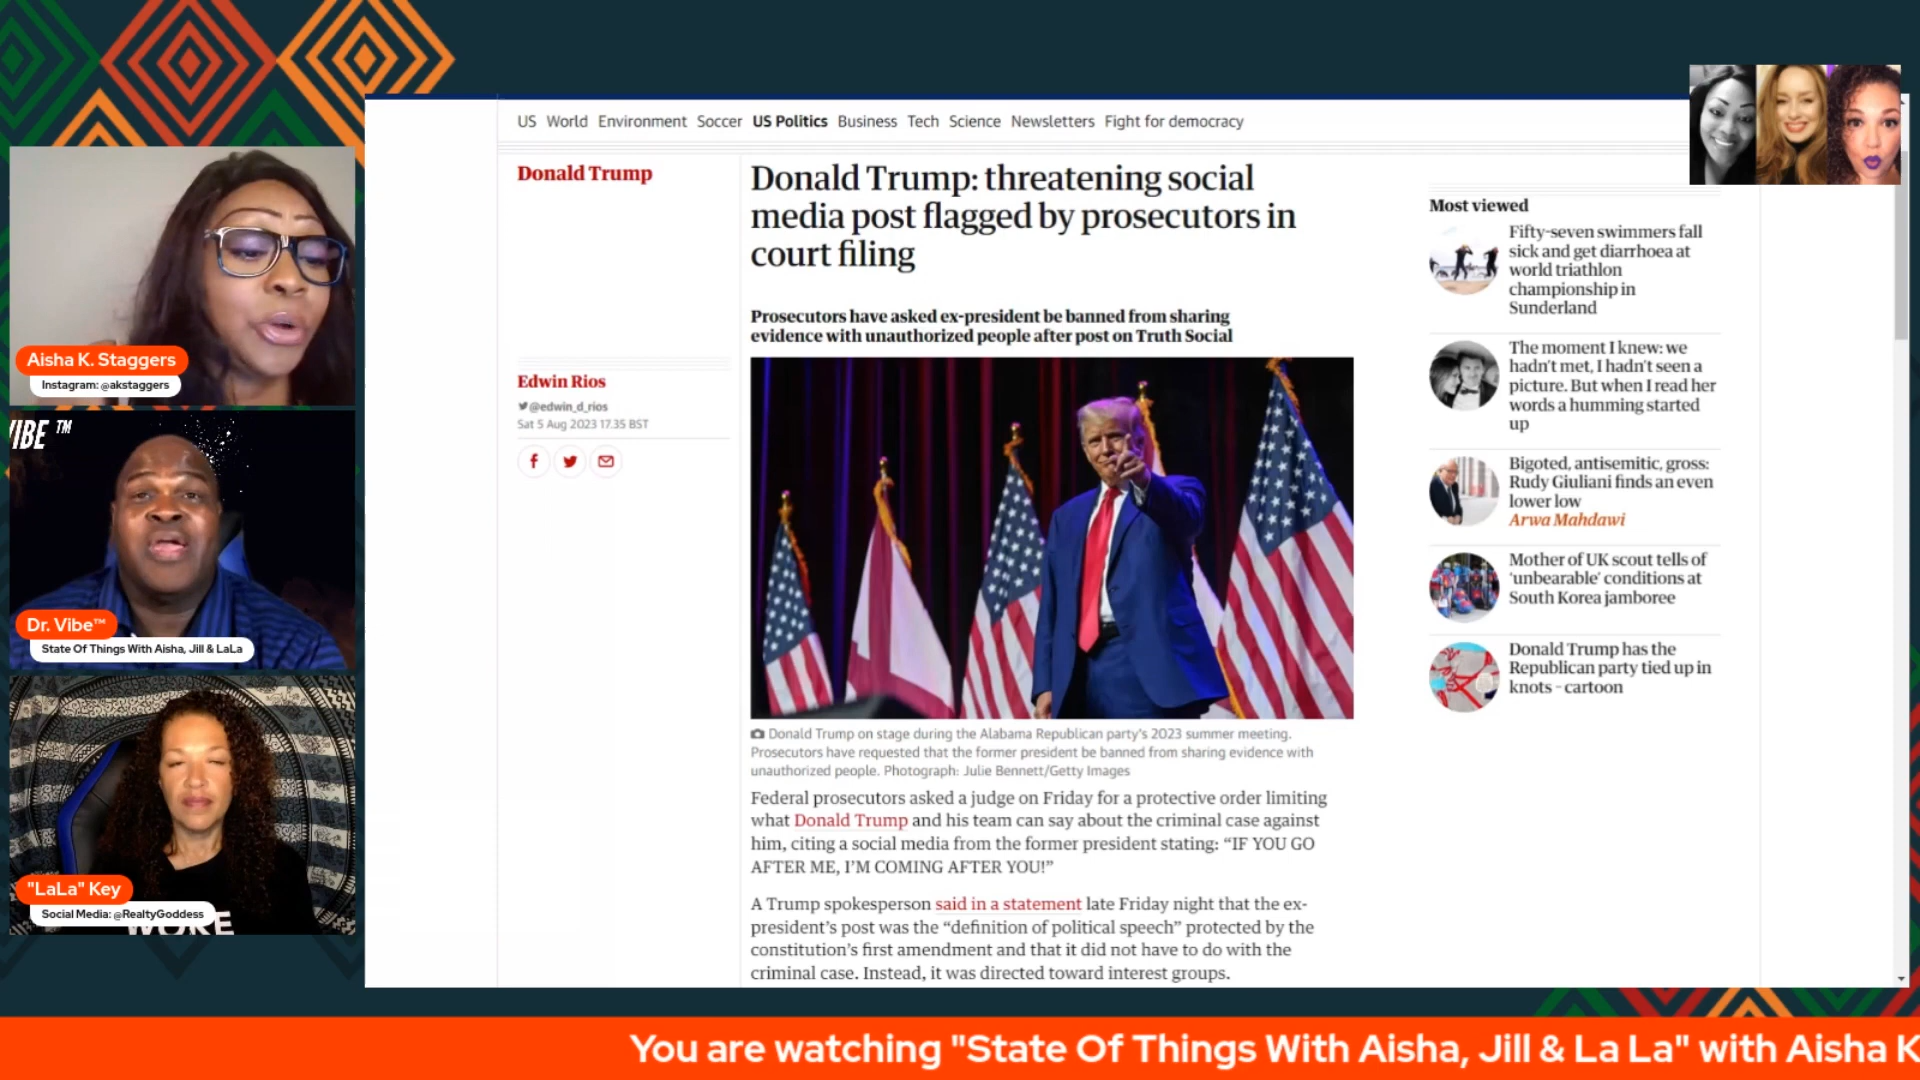 US World Environment Soccer US Politics Business Tech Science Newsletters Fight for democracy
Donald Trump
Donald Trump: threatening social
media post flagged by prosecutors in
court filing
Prosecutors have asked ex-president be banned from sharing
evidence with unauthorized people after post on Truth Social
Edwin Rios
@edwin_d_rios
Sat 5 Aug 2023 17.35 BST
Donald Trump on stage during the Alabama Republican party's 2023 summer meeting.
Prosecutors have requested that the former president be banned from sharing evidence with
unauthorized people. Photograph: Julie Bennett/Getty Images
Federal prosecutors asked a judge on Friday for a protective order limiting
what Donald Trump and his team can say about the criminal case against
him, citing a social media from the former president stating: “IF YOU GO
AFTER ME, I’M COMING AFTER YOU!”
A Trump spokesperson said in a statement late Friday night that the ex-
president’s post was the “definition of political speech” protected by the
constitution’s first amendment and that it did not have to do with the
criminal case. Instead, it was directed toward interest groups.
Most viewed
Fifty-seven swimmers fall
sick and get diarrhoea at
world triathlon
championship in
Sunderland
The moment I knew: we
hadn’t met, I hadn’t seen a
picture. But when I read her
words a humming started
up
Bigoted, antisemitic, gross:
Rudy Giuliani finds an even
lower low
Arwa Mahdawi
Mother of UK scout tells of
‘unbearable’ conditions at
South Korea jamboree
Donald Trump has the
Republican party tied up in
knots – cartoon
Aisha K. Staggers
Instagram: @akstaggers
VIBE ™
Dr. Vibe™
State Of Things With Aisha, Jill & LaLa
"LaLa" Key
Social Media: @RealtyGoddess
WOKE
You are watching "State Of Things With Aisha, Jill & La La" with Aisha K